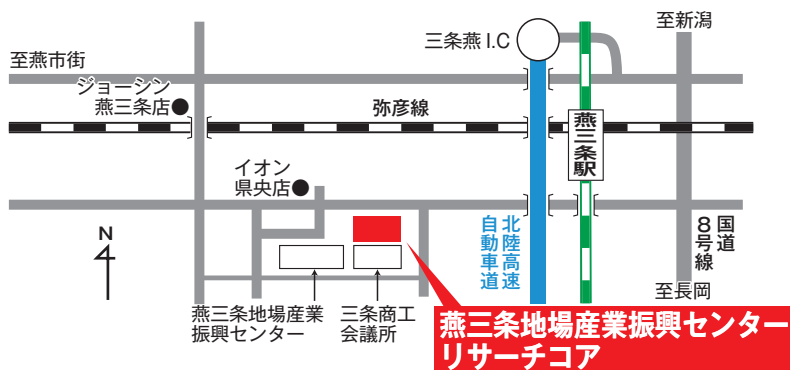 至新潟
三条燕 I.C
至燕市街
ジョーシン
燕三条店
弥彦線
燕三条駅
イオン
県央店
N
北陸高速
自動車道
国道
8号線
至長岡
燕三条地場産業
振興センター
三条商工
会議所
燕三条地場産業振興センター
リサーチコア